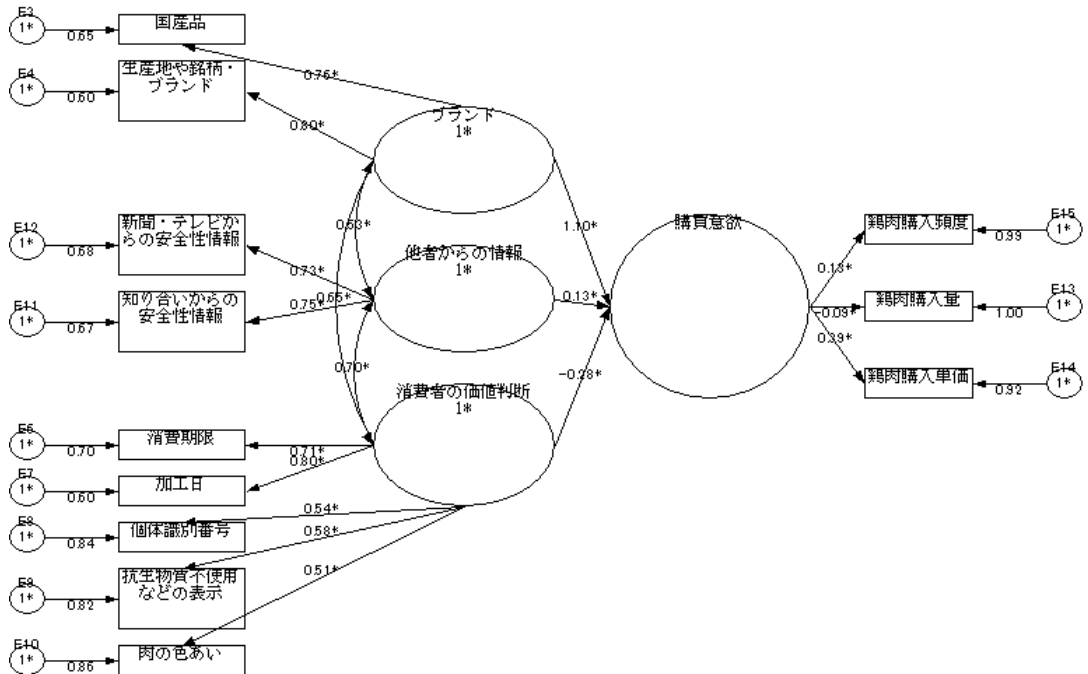 E3
1*
0.65
国産品
E4
1*
0.60
生産地や銘柄・
ブランド
0.76*
0.80*
ブランド
1*
E12
1*
0.68
新聞・テレビか
らの安全性情報
0.53*
1.10*
購買意欲
鶏肉購入頻度
0.99
E15
1*
0.73*
他者からの情報
1*
0.13*
0.13*
E11
1*
0.67
知り合いからの
安全性情報
0.75*
0.65*
鶏肉購入量
-0.09*
1.00
E13
1*
0.39*
0.70*
-0.28*
鶏肉購入単価
0.92
E14
1*
消費者の価値判断
1*
1*
0.70
消費期限
0.71*
0.80*
E7
1*
0.60
加工日
E8
1*
0.84
個体識別番号
0.54*
0.58*
E9
1*
0.82
抗生物質不使用
などの表示
0.51*
E10
1*
0.86
肉の色あい